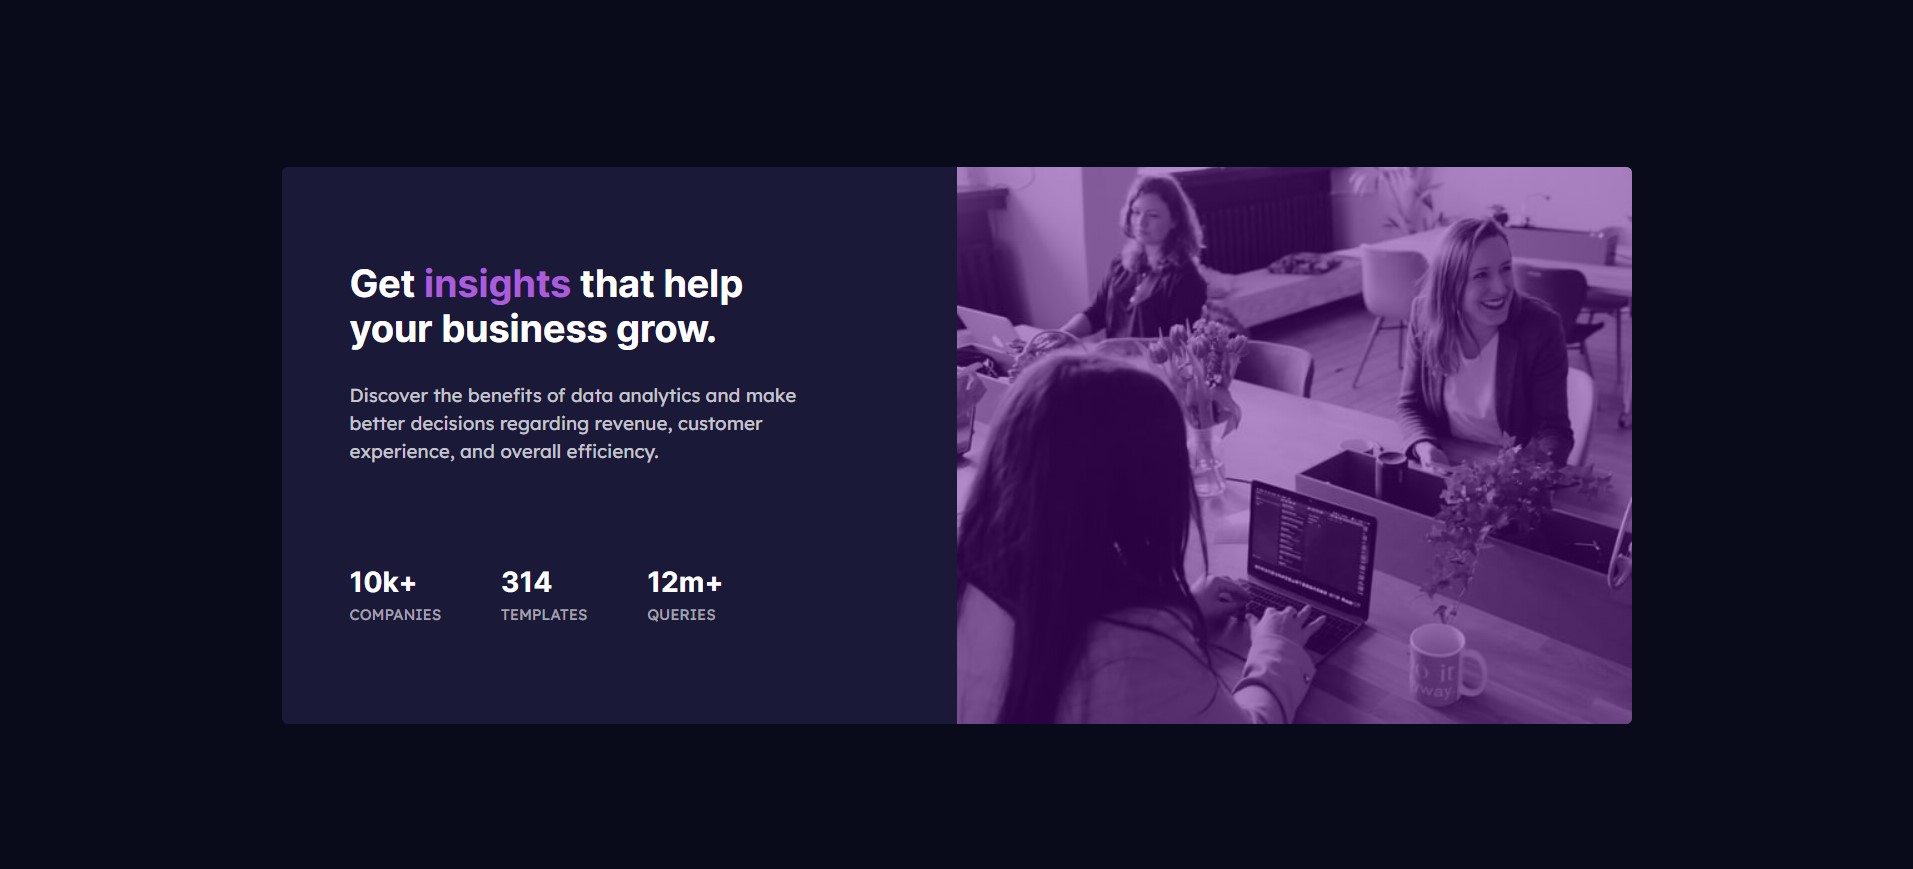 Get insights that help
your business grow.
Discover the benefits of data analytics and make
better decisions regarding revenue, customer
experience, and overall efficiency.
10k+ 314 12m+
COMPANIES TEMPLATES QUERIES